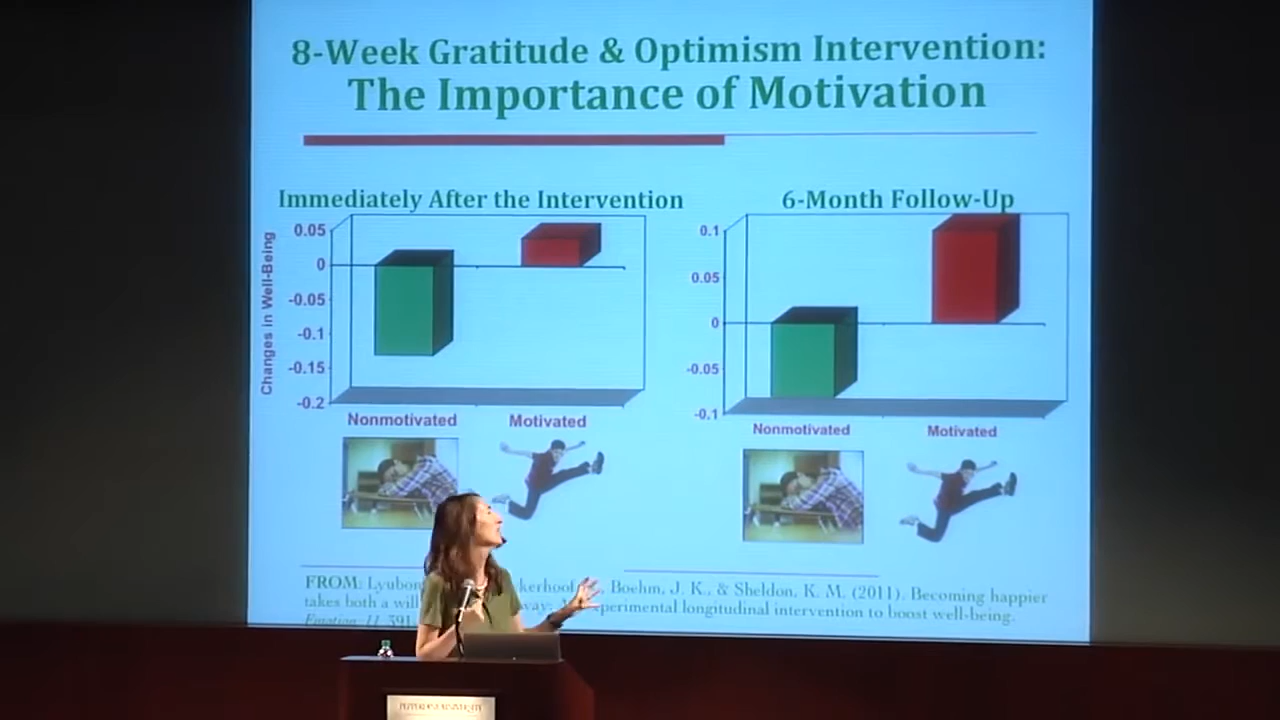 8-Week Gratitude & Optimism Intervention:
The Importance of Motivation
Immediately After the Intervention
6-Month Follow-Up
Changes in Well-Being
0.05
0
-0.05
-0.1
-0.15
-0.2
Nonmotivated
Motivated
0.1
0.05
0
-0.05
-0.1
Nonmotivated
Motivated
FROM: Boehm, J. K., & Sheldon, K. M. (2011). Becoming happier
takes both a will longitudinal intervention to boost well-being.
Emotion, 11, 391